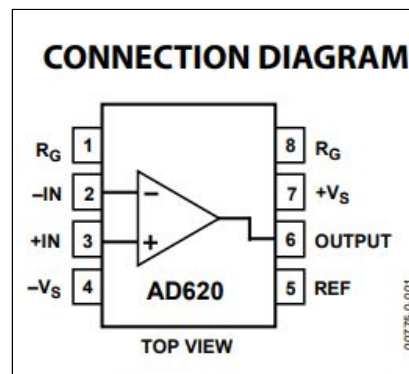 CONNECTION DIAGRAM
RG 1 8 RG
–IN 2 – 7 +VS
+IN 3 + 6 OUTPUT
–VS 4 AD620 5 REF
TOP VIEW